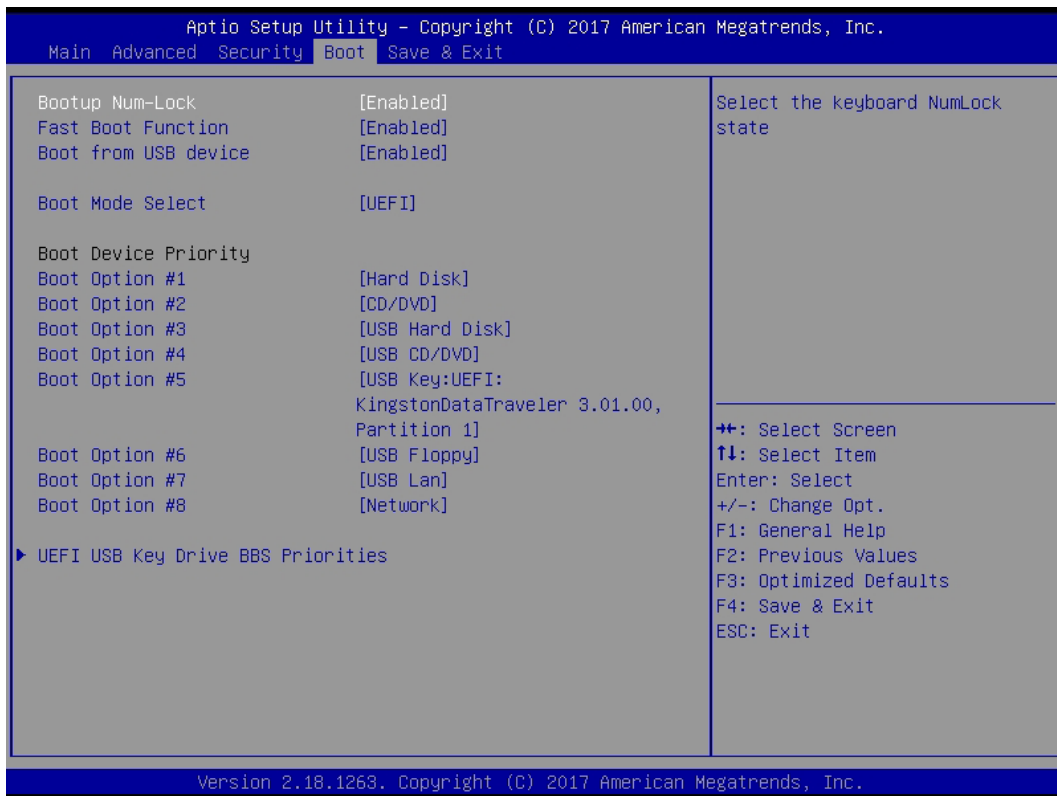 Aptio Setup Utility – Copyright (C) 2017 American Megatrends, Inc.
Main Advanced Security Boot Save & Exit
Bootup Num-Lock [Enabled]
Fast Boot Function [Enabled]
Boot from USB device [Enabled]
Boot Mode Select [UEFI]
Boot Device Priority
Boot Option #1 [Hard Disk]
Boot Option #2 [CD/DVD]
Boot Option #3 [USB Hard Disk]
Boot Option #4 [USB CD/DVD]
Boot Option #5 [USB Key:UEFI:
KingstonDataTraveler 3.01.00,
Partition 1]
Boot Option #6 [USB Floppy]
Boot Option #7 [USB Lan]
Boot Option #8 [Network]
▶ UEFI USB Key Drive BBS Priorities
Select the keyboard NumLock
state
→←: Select Screen
↑↓: Select Item
Enter: Select
+/-: Change Opt.
F1: General Help
F2: Previous Values
F3: Optimized Defaults
F4: Save & Exit
ESC: Exit
Version 2.18.1263. Copyright (C) 2017 American Megatrends, Inc.